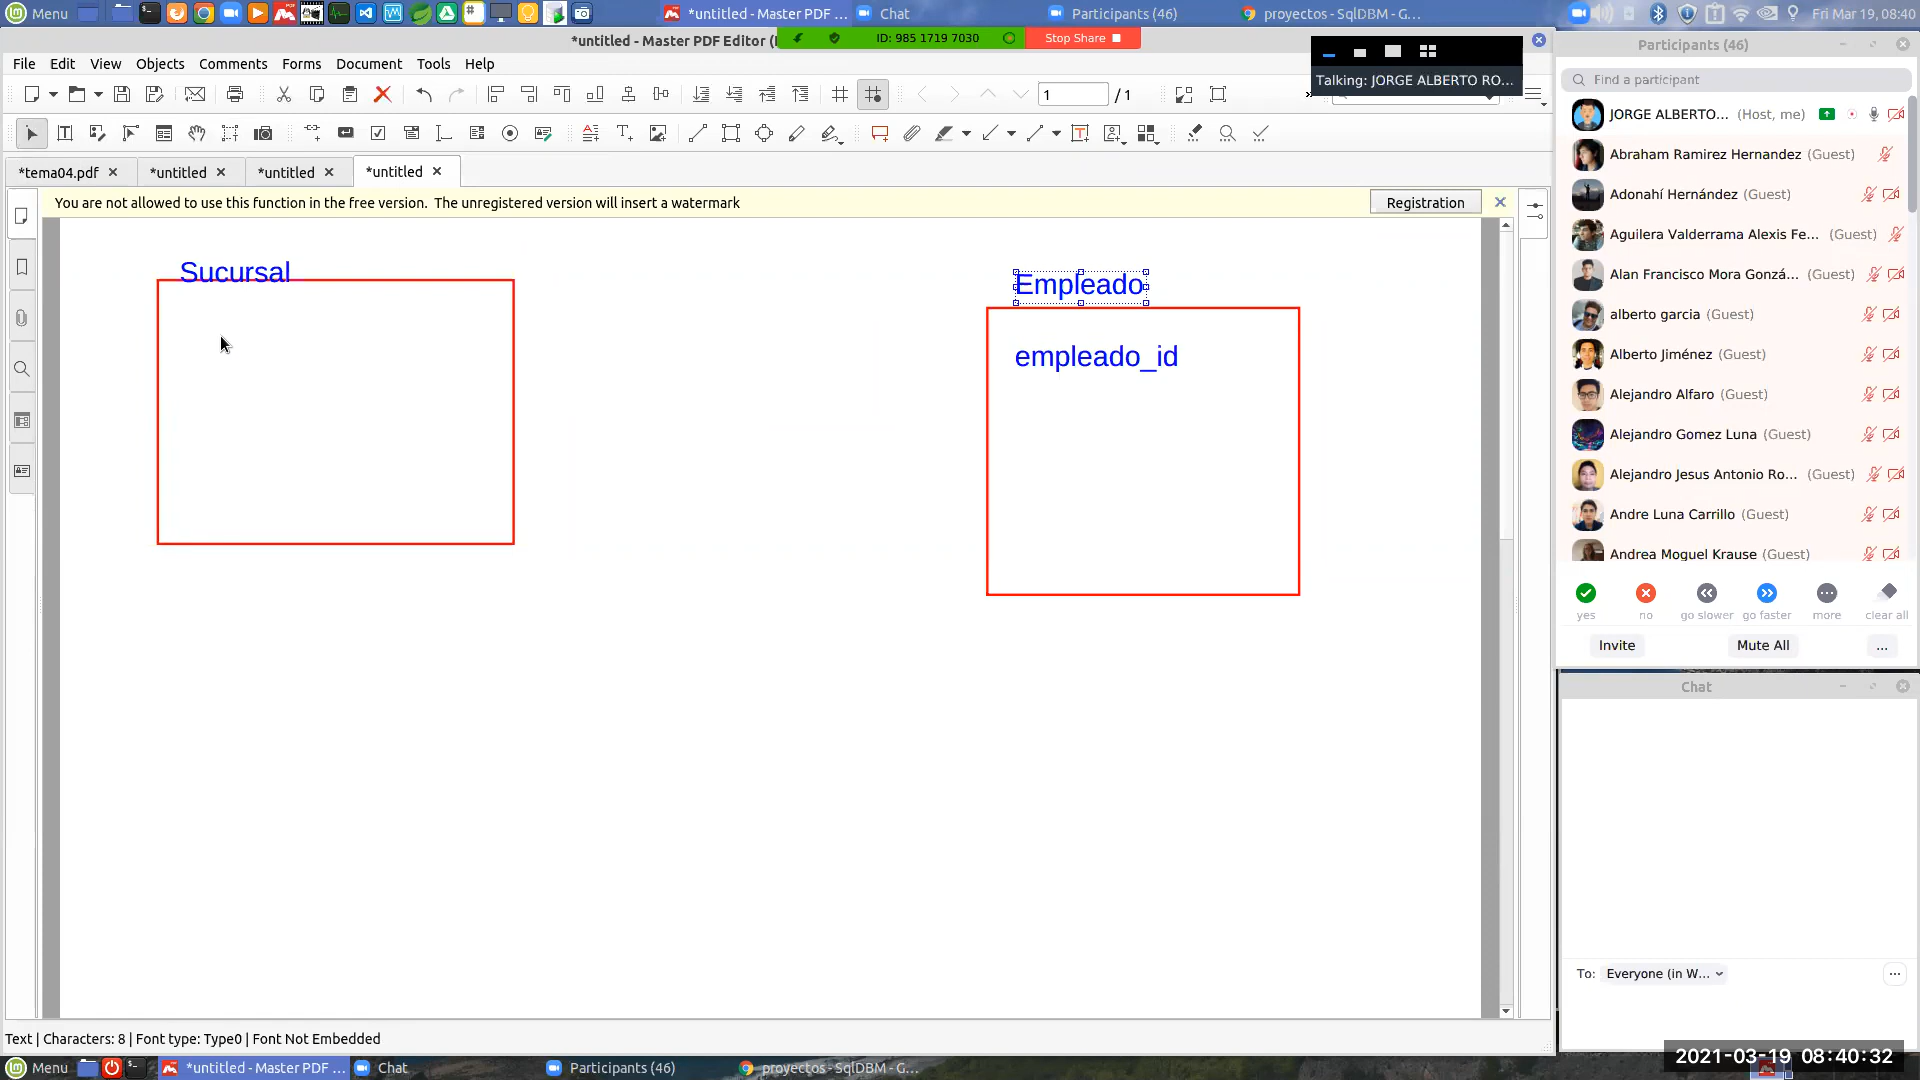 Menu
*untitled - Master PDF ...
Chat
Participants (46)
proyectos - SqlDBM - G...
Fri Mar 19, 08:40
*untitled - Master PDF Editor (
ID: 985 1719 7030
Stop Share
Talking: JORGE ALBERTO RO...
File Edit View Objects Comments Forms Document Tools Help
1 / 1
*tema04.pdf
*untitled
*untitled
*untitled
You are not allowed to use this function in the free version. The unregistered version will insert a watermark
Registration
Sucursal
Empleado
empleado_id
Text | Characters: 8 | Font type: Type0 | Font Not Embedded
Participants (46)
Find a participant
JORGE ALBERTO... (Host, me)
Abraham Ramirez Hernandez (Guest)
Adonahí Hernández (Guest)
Aguilera Valderrama Alexis Fe... (Guest)
Alan Francisco Mora Gonzá... (Guest)
alberto garcia (Guest)
Alberto Jiménez (Guest)
Alejandro Alfaro (Guest)
Alejandro Gomez Luna (Guest)
Alejandro Jesus Antonio Ro... (Guest)
Andre Luna Carrillo (Guest)
Andrea Moguel Krause (Guest)
yes no go slower go faster more clear all
Invite Mute All ...
Chat
To: Everyone (in W...
Menu
*untitled - Master PDF ...
Chat
Participants (46)
proyectos - SqlDBM - G...
2021-03-19 08:40:32